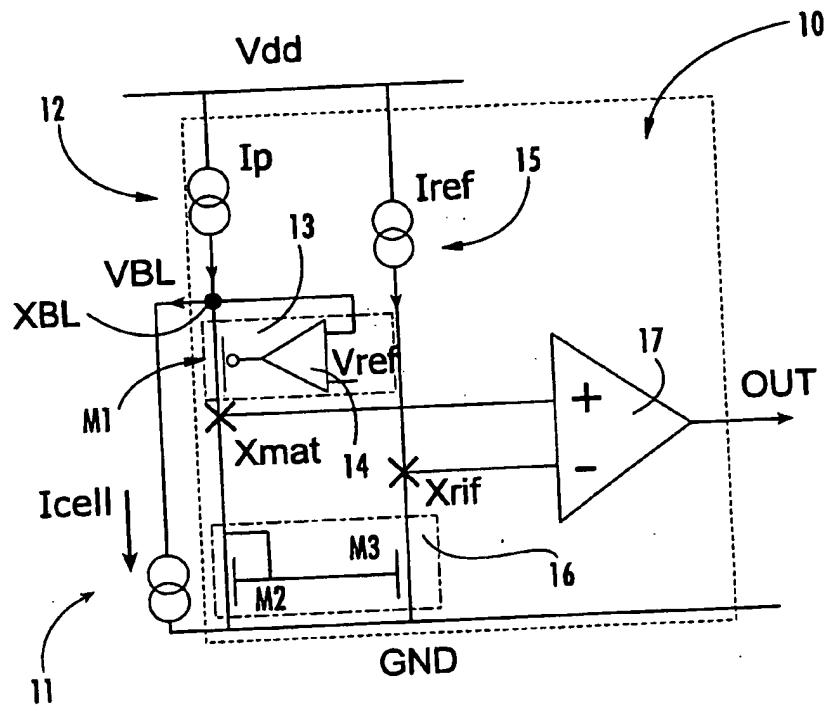 10
Vdd
12
Ip
Iref
15
13
VBL
XBL
Vref
17
OUT
+
M1
14
Xmat
-
Xrif
Icell
M3
16
M2
11
GND